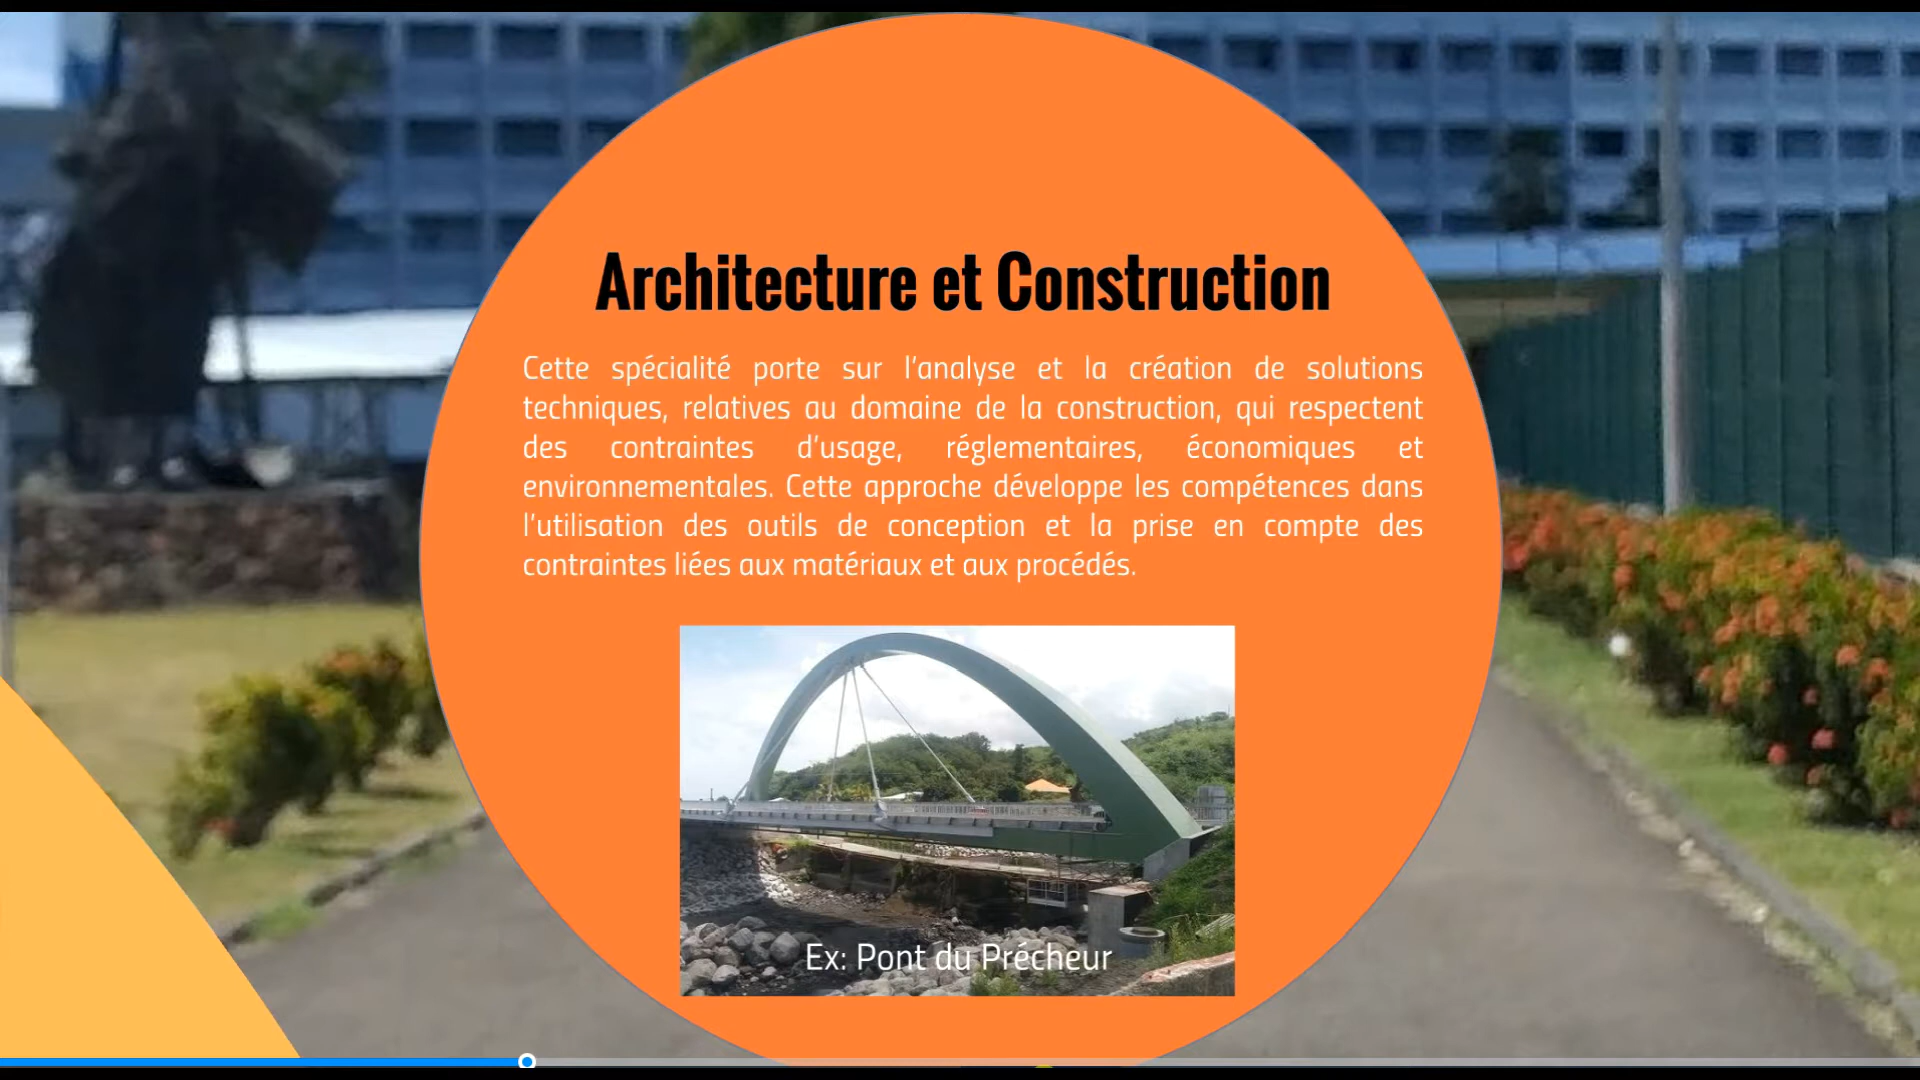 Architecture et Construction
Cette spécialité porte sur l'analyse et la création de solutions
techniques, relatives au domaine de la construction, qui respectent
des contraintes d'usage, réglementaires, économiques et
environnementales. Cette approche développe les compétences dans
l'utilisation des outils de conception et la prise en compte des
contraintes liées aux matériaux et aux procédés.
Ex: Pont du Précheur